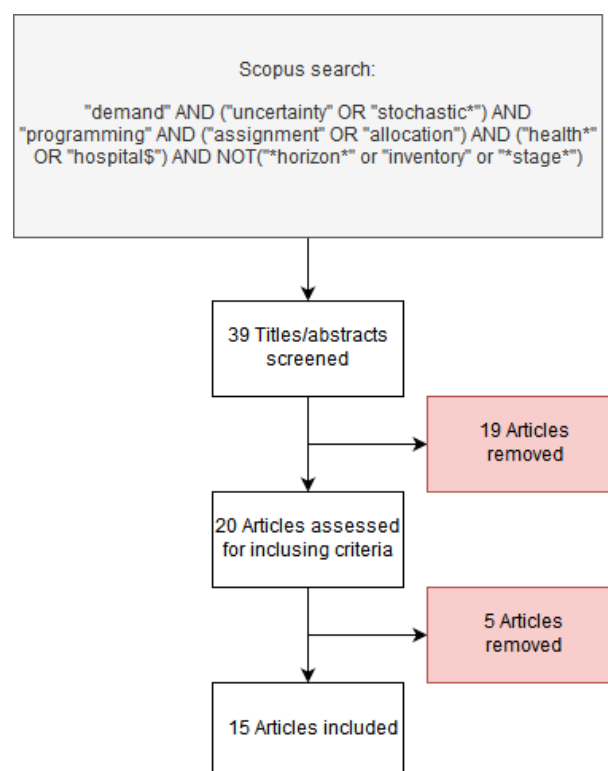 Scopus search:
"demand" AND ("uncertainty" OR "stochastic*") AND
"programming" AND ("assignment" OR "allocation") AND ("health*"
OR "hospital$") AND NOT("*horizon*" or "inventory" or "*stage*")
39 Titles/abstracts
screened
19 Articles
removed
20 Articles assessed
for inclusing criteria
5 Articles
removed
15 Articles included